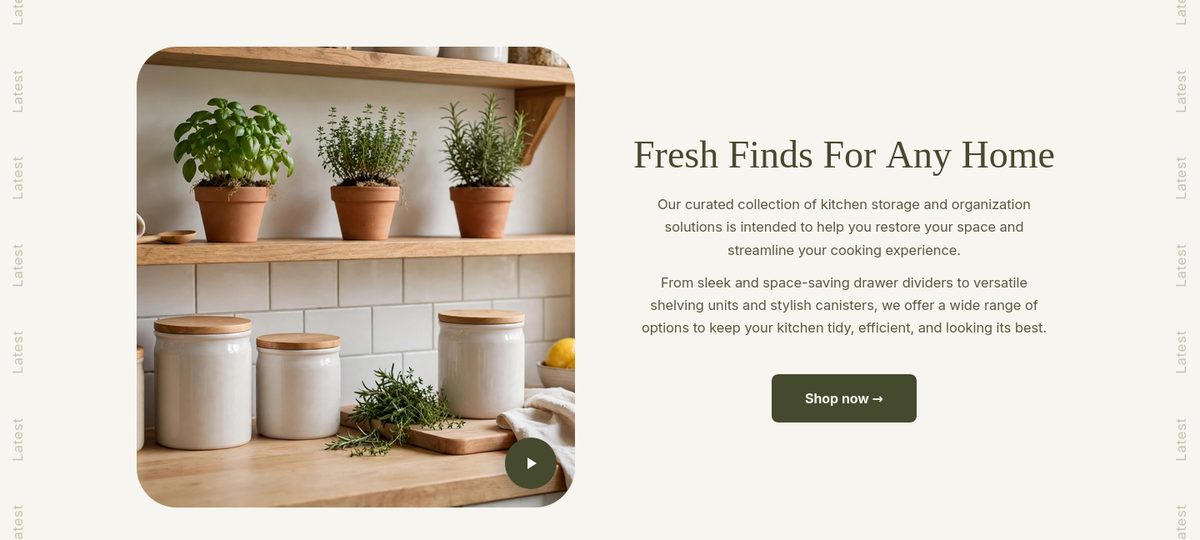 Latest
Latest
Latest
Latest
Latest
Fresh Finds For Any Home
Our curated collection of kitchen storage and organization
solutions is intended to help you restore your space and
streamline your cooking experience.
From sleek and space-saving drawer dividers to versatile
shelving units and stylish canisters, we offer a wide range of
options to keep your kitchen tidy, efficient, and looking its best.
Shop now →
Latest
Latest
Latest
Latest
Latest